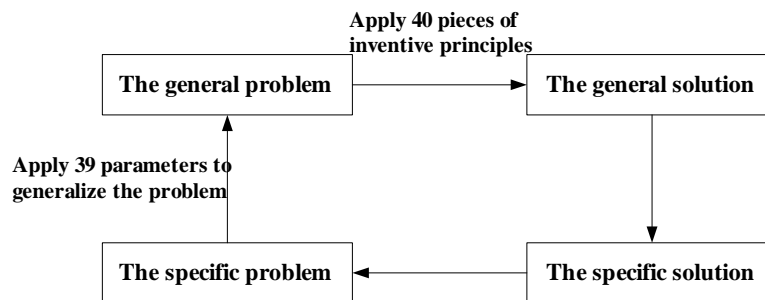 Apply 40 pieces of
inventive principles
The general problem
The general solution
Apply 39 parameters to
generalize the problem
The specific problem
The specific solution